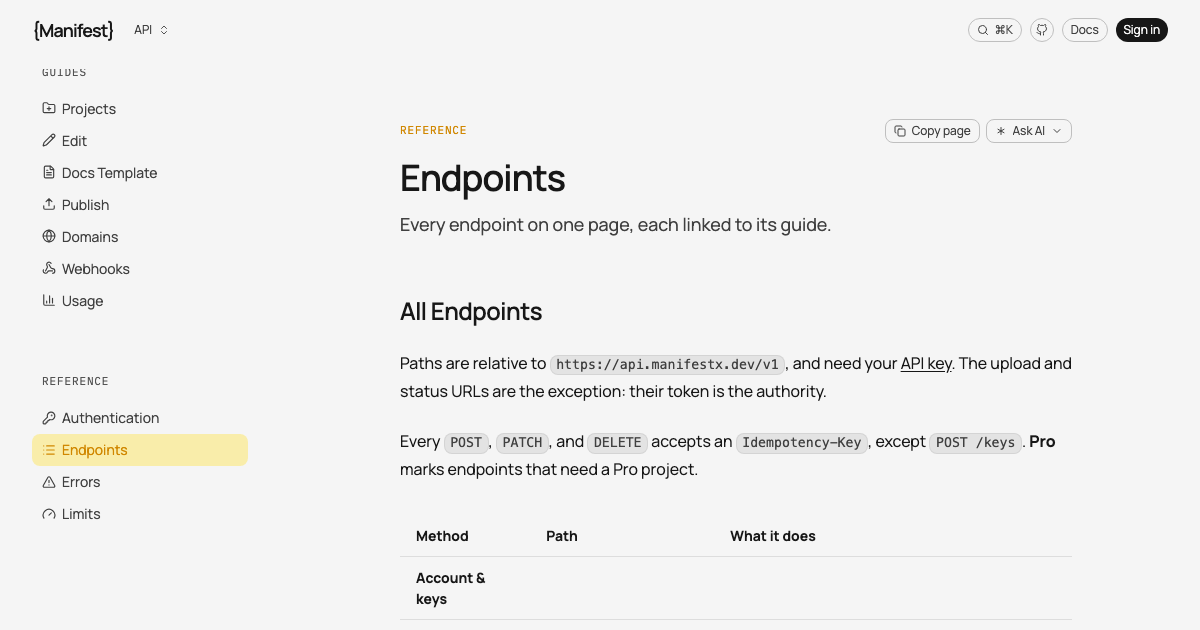 {Manifest}
API
⌘K
Docs
Sign in
GUIDES
Projects
Edit
Docs Template
Publish
Domains
Webhooks
Usage
REFERENCE
Authentication
Endpoints
Errors
Limits
REFERENCE
Copy page
Ask AI
Endpoints
Every endpoint on one page, each linked to its guide.
All Endpoints
Paths are relative to https://api.manifestx.dev/v1, and need your API key. The upload and
status URLs are the exception: their token is the authority.
Every POST, PATCH, and DELETE accepts an Idempotency-Key, except POST /keys. Pro
marks endpoints that need a Pro project.
Method Path What it does
Account &
keys